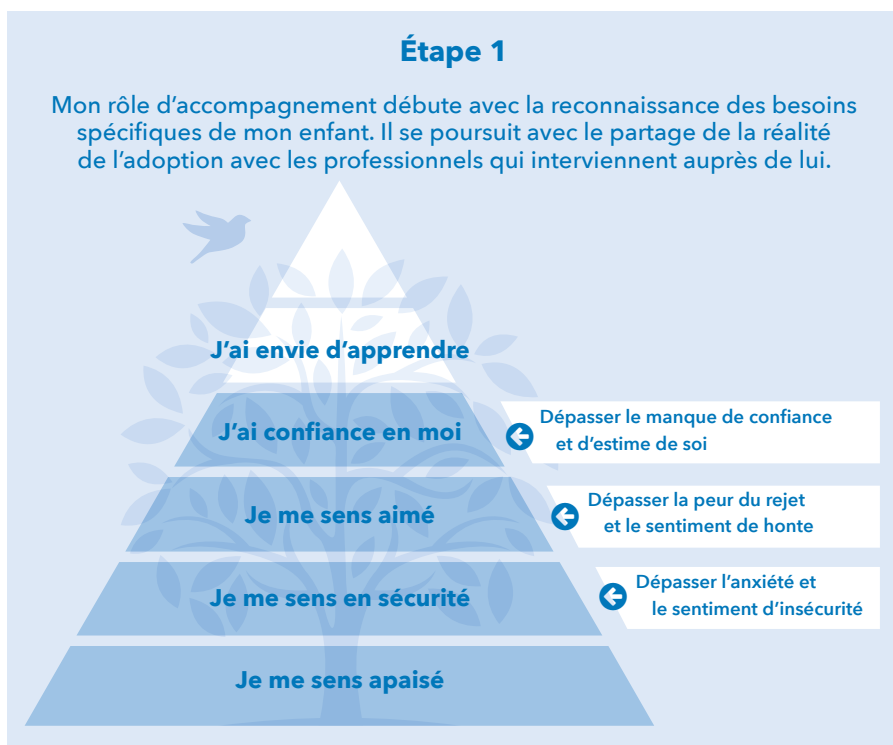 Étape 1
Mon rôle d’accompagnement débute avec la reconnaissance des besoins
spécifiques de mon enfant. Il se poursuit avec le partage de la réalité
de l’adoption avec les professionnels qui interviennent auprès de lui.
J’ai envie d’apprendre
J’ai confiance en moi
Dépasser le manque de confiance
et d’estime de soi
Je me sens aimé
Dépasser la peur du rejet
et le sentiment de honte
Je me sens en sécurité
Dépasser l’anxiété et
le sentiment d’insécurité
Je me sens apaisé